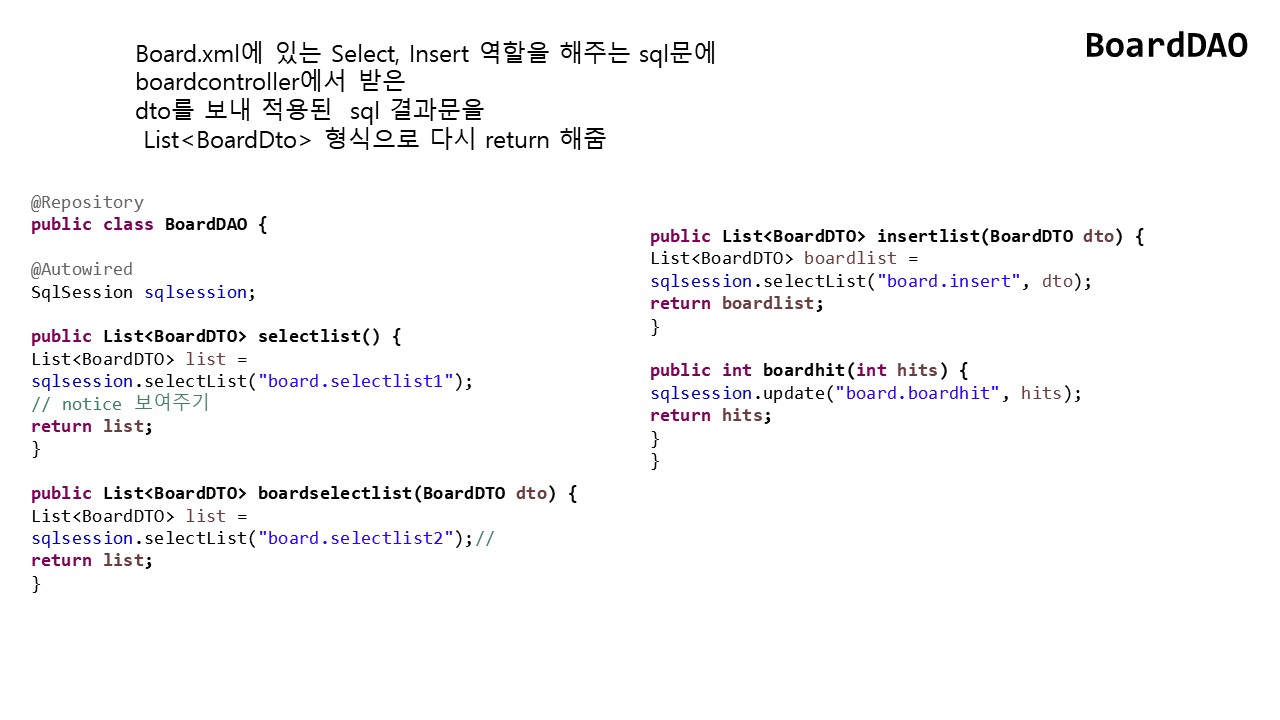 BoardDAO
Board.xml에 있는 Select, Insert 역할을 해주는 sql문에
boardcontroller에서 받은
dto를 보내 적용된 sql 결과문을
List<BoardDto> 형식으로 다시 return 해줌
@Repository
public class BoardDAO {
@Autowired
SqlSession sqlsession;
public List<BoardDTO> selectlist() {
List<BoardDTO> list =
sqlsession.selectList("board.selectlist1");
// notice 보여주기
return list;
}
public List<BoardDTO> boardselectlist(BoardDTO dto) {
List<BoardDTO> list =
sqlsession.selectList("board.selectlist2");//
return list;
}
public List<BoardDTO> insertlist(BoardDTO dto) {
List<BoardDTO> boardlist =
sqlsession.selectList("board.insert", dto);
return boardlist;
}
public int boardhit(int hits) {
sqlsession.update("board.boardhit", hits);
return hits;
}
}